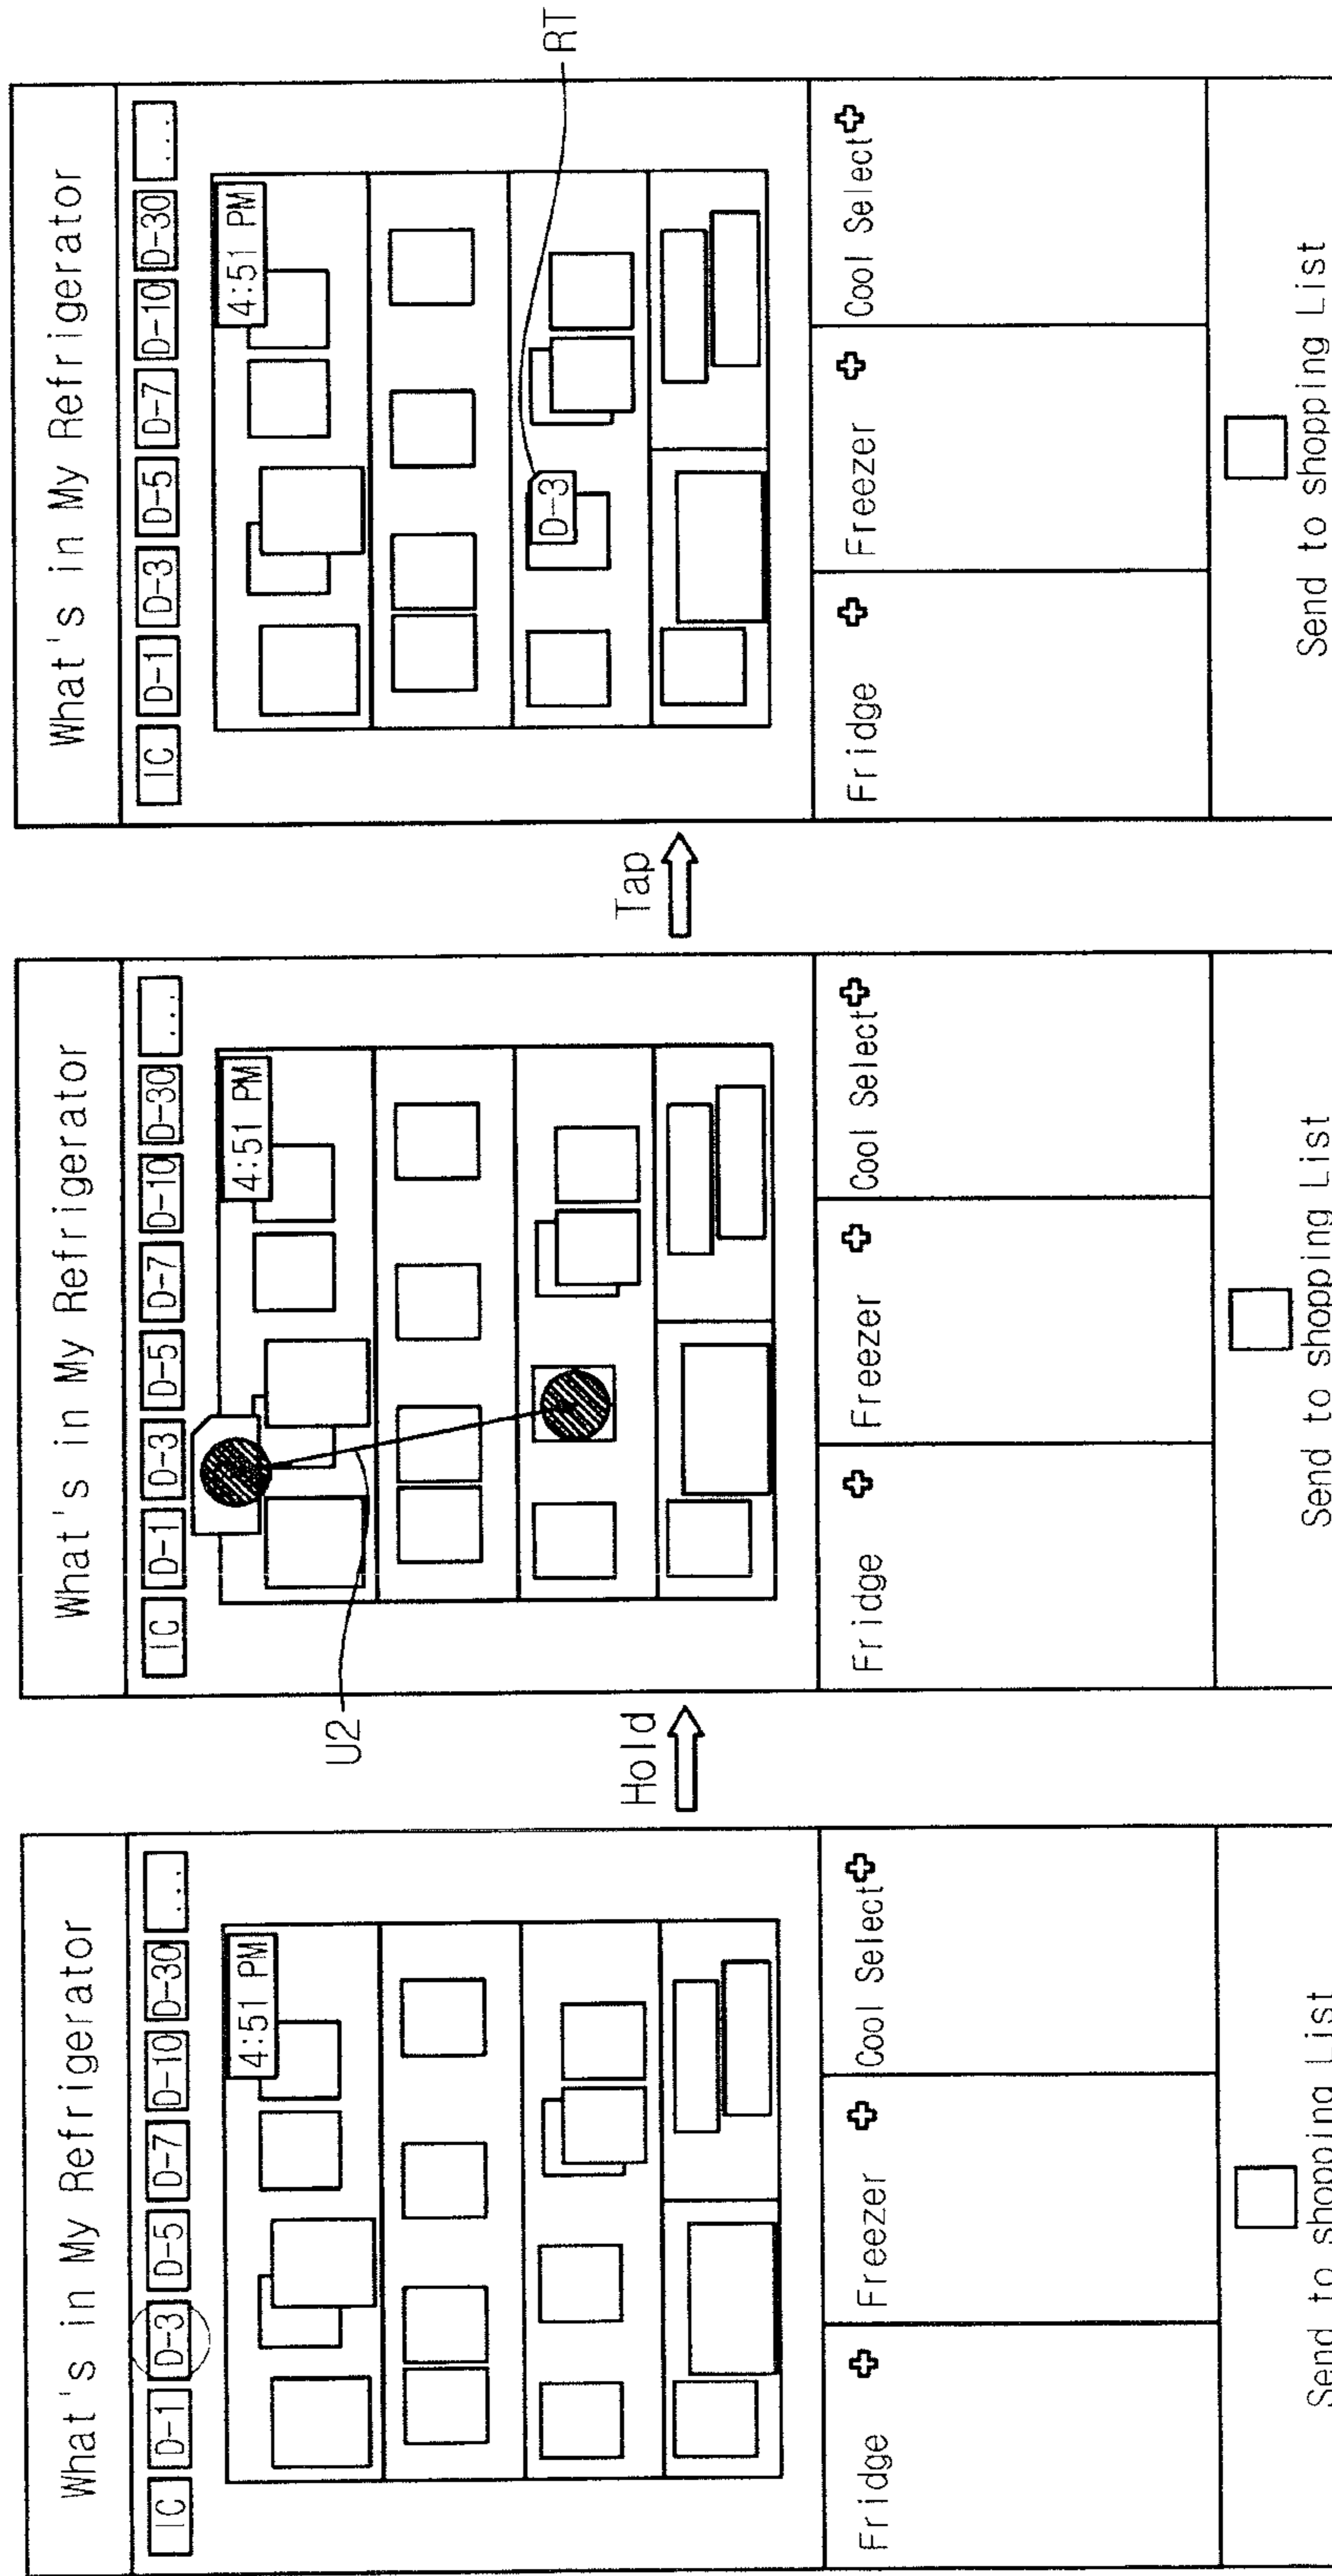 What's in My Refrigerator
IC D-1 D-3 D-5 D-7 D-10 D-30 ...
4:51 PM
Fridge Freezer Cool Select
Send to shopping List
Hold
U2
What's in My Refrigerator
IC D-1 D-3 D-5 D-7 D-10 D-30 ...
4:51 PM
Fridge Freezer Cool Select
Send to shopping List
Tap
What's in My Refrigerator
IC D-1 D-3 D-5 D-7 D-10 D-30 ...
4:51 PM
D-3
RT
Fridge Freezer Cool Select
Send to shopping List